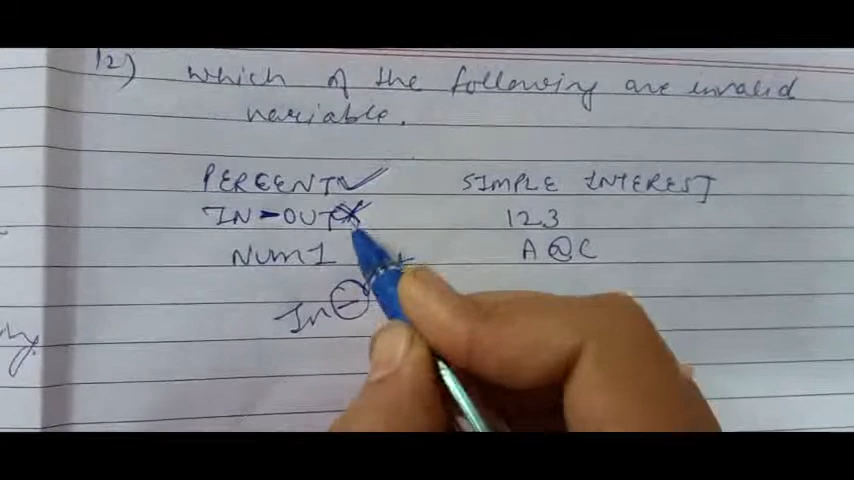 12) which of the following are invalid
variable.
PERCENT ✓ SIMPLE INTEREST
IN-OUT ✗ 123
NUM1 A@C
In -